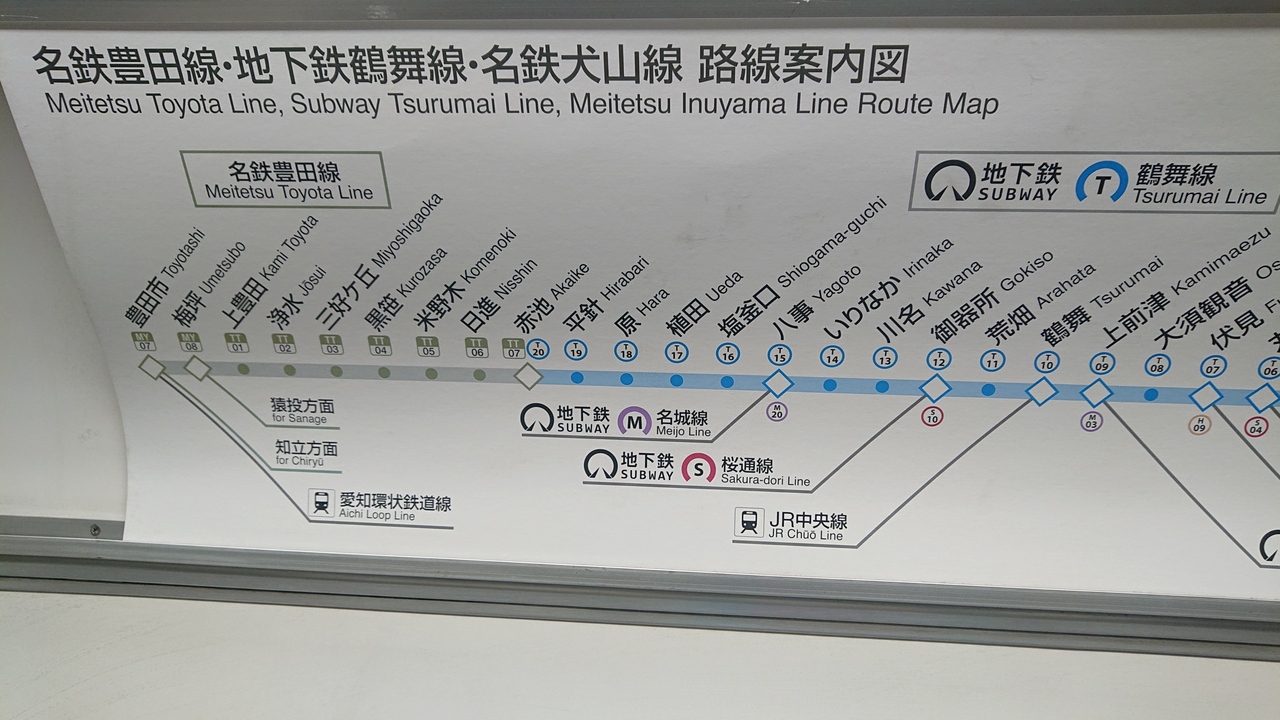 名鉄豊田線・地下鉄鶴舞線・名鉄犬山線 路線案内図
Meitetsu Toyota Line, Subway Tsurumai Line, Meitetsu Inuyama Line Route Map
名鉄豊田線
Meitetsu Toyota Line
地下鉄
SUBWAY
T
鶴舞線
Tsurumai Line
豊田市 Toyotashi
梅坪 Umetsubo
上豊田 Kami Toyota
浄水 Jōsui
三好ケ丘 Miyoshigaoka
黒笹 Kurozasa
米野木 Komenoki
日進 Nisshin
赤池 Akaike
平針 Hirabari
原 Hara
植田 Ueda
塩釜口 Shiogama-guchi
八事 Yagoto
いりなか Irinaka
川名 Kawana
御器所 Gokiso
荒畑 Arahata
鶴舞 Tsurumai
上前津 Kamimaezu
大須観音 Os
伏見 F
MY 07
MY 08
TT 01
TT 02
TT 03
TT 04
TT 05
TT 06
TT 07
T 20
T 19
T 18
T 17
T 16
T 15
T 14
T 13
T 12
T 11
T 10
T 09
T 08
T 07
T 06
M 20
S 10
M 03
H 09
S 04
猿投方面
for Sanage
知立方面
for Chiryū
愛知環状鉄道線
Aichi Loop Line
地下鉄
SUBWAY
M
名城線
Meijo Line
地下鉄
SUBWAY
S
桜通線
Sakura-dori Line
JR中央線
JR Chūō Line